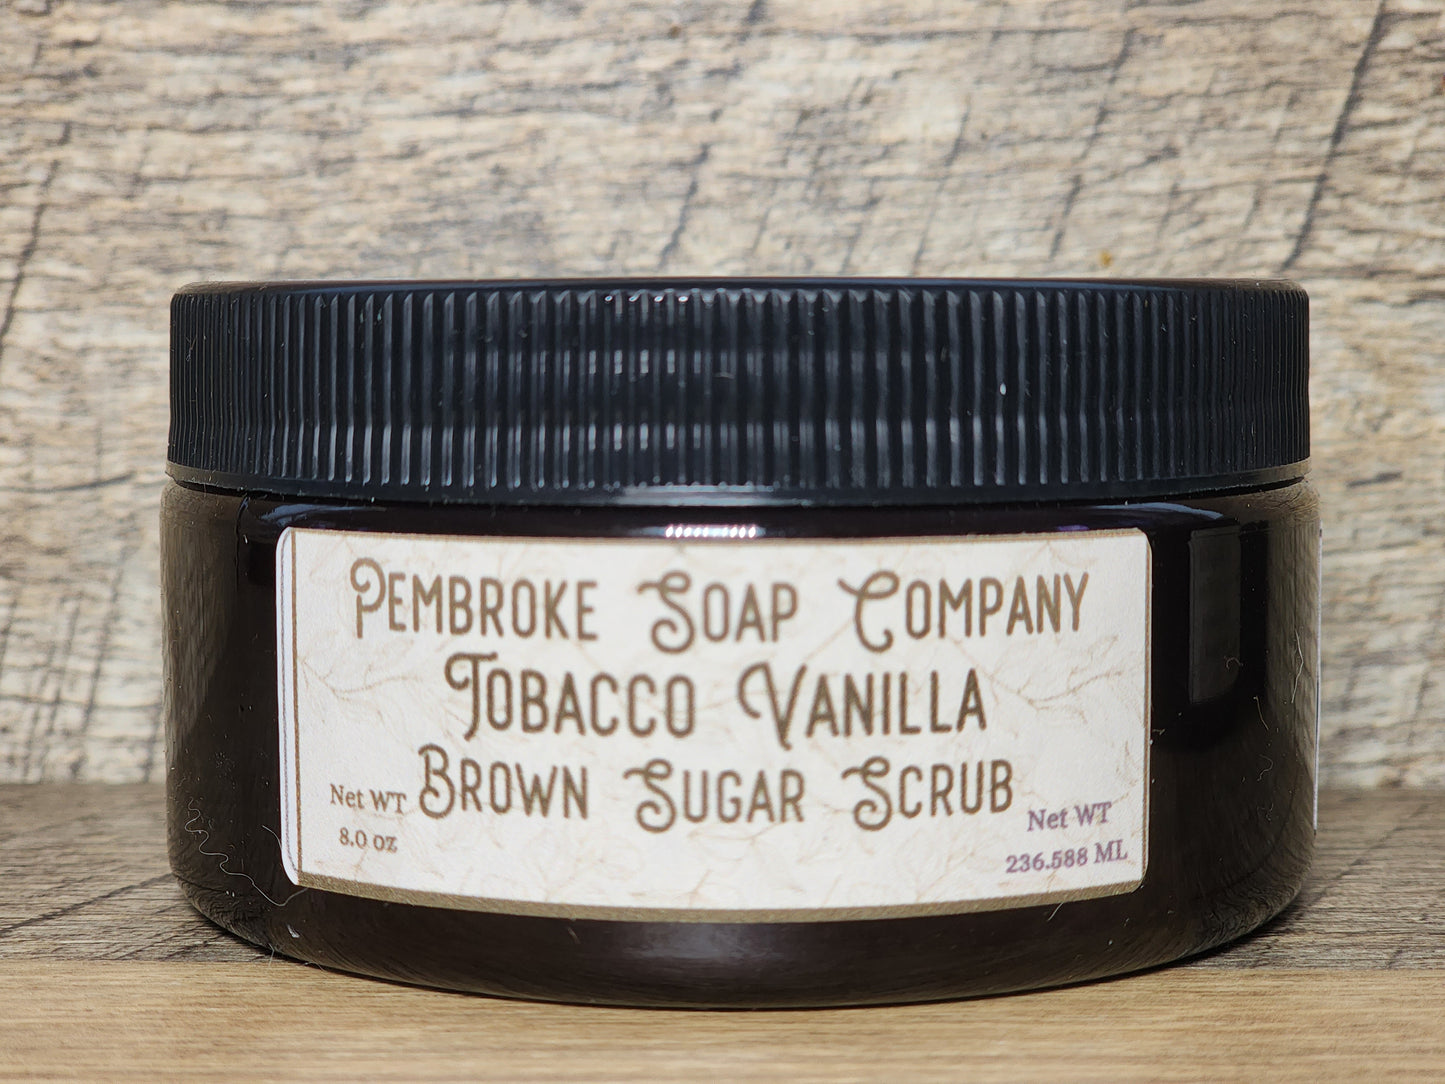 Pembroke Soap Company
Tobacco Vanilla
Brown Sugar Scrub
Net WT
8.0 oz
Net WT
236.588 ML